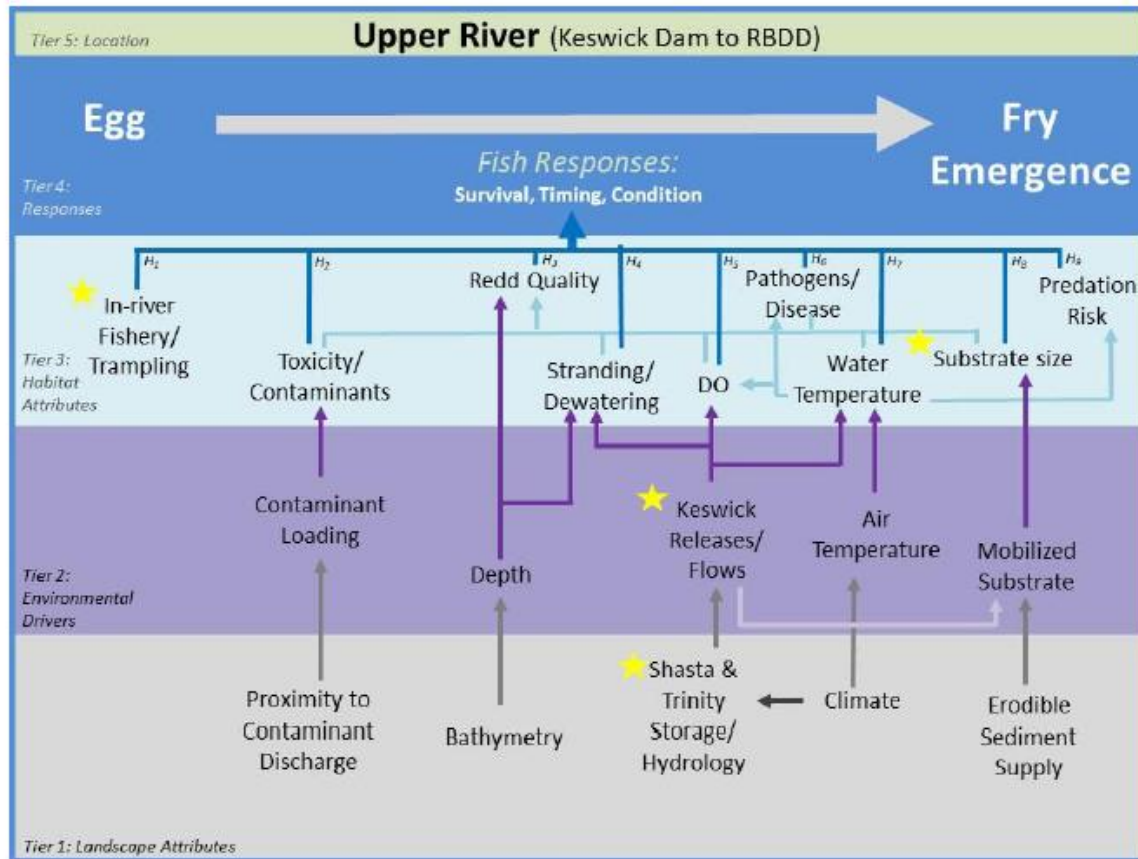 Tier 5: Location
Upper River (Keswick Dam to RBDD)
Egg
Fry
Emergence
Fish Responses:
Survival, Timing, Condition
Tier 4:
Responses
H1
H2
H3
H4
H5
H6
H7
H8
H9
In-river
Fishery/
Trampling
Toxicity/
Contaminants
Redd Quality
Stranding/
Dewatering
DO
Pathogens/
Disease
Water
Temperature
Substrate size
Predation
Risk
Tier 3:
Habitat
Attributes
Contaminant
Loading
Depth
Keswick
Releases/
Flows
Air
Temperature
Mobilized
Substrate
Tier 2:
Environmental
Drivers
Proximity to
Contaminant
Discharge
Bathymetry
Shasta &
Trinity
Storage/
Hydrology
Climate
Erodible
Sediment
Supply
Tier 1: Landscape Attributes